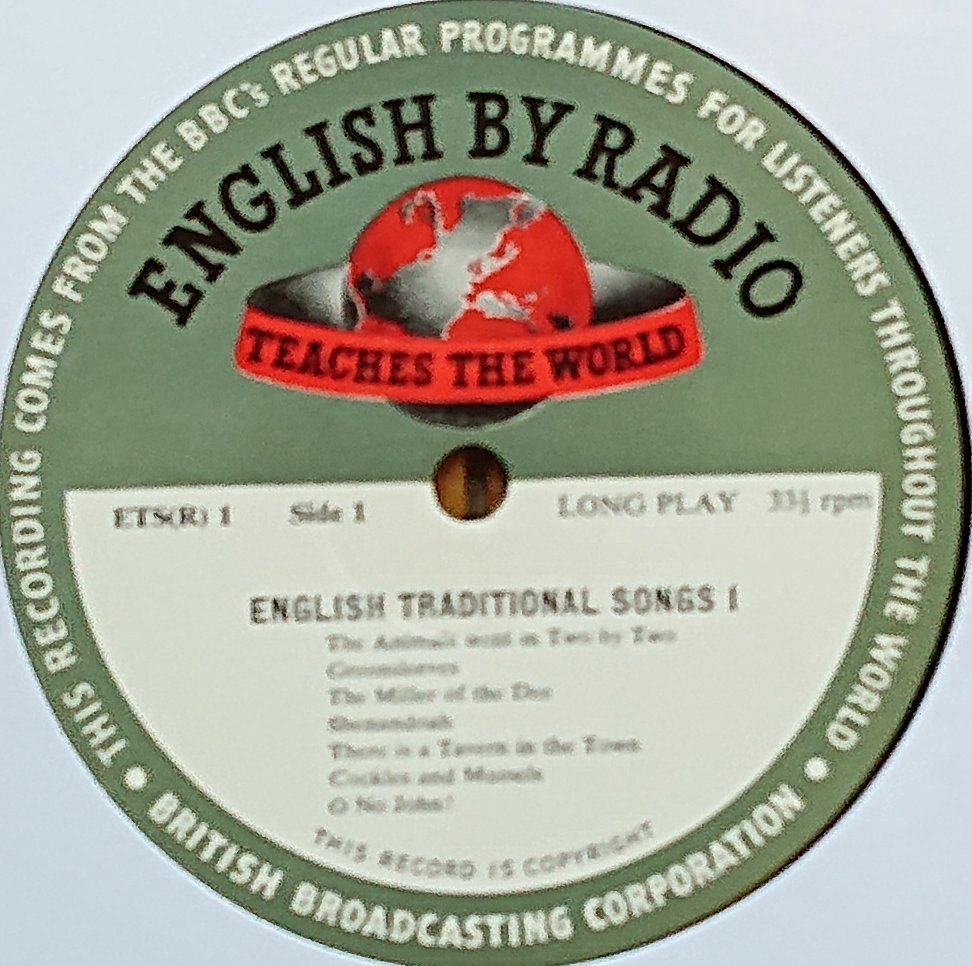 THIS RECORDING COMES FROM THE BBC's REGULAR PROGRAMMES FOR LISTENERS THROUGHOUT THE WORLD
ENGLISH BY RADIO
TEACHES THE WORLD
ETS(R) 1 Side 1 LONG PLAY 33⅓ rpm
ENGLISH TRADITIONAL SONGS 1
The Animals went in Two by Two
Greensleeves
The Miller of the Dee
Shenandoah
There is a Tavern in the Town
Cockles and Mussels
O No John!
THIS RECORD IS COPYRIGHT
• BRITISH BROADCASTING CORPORATION •